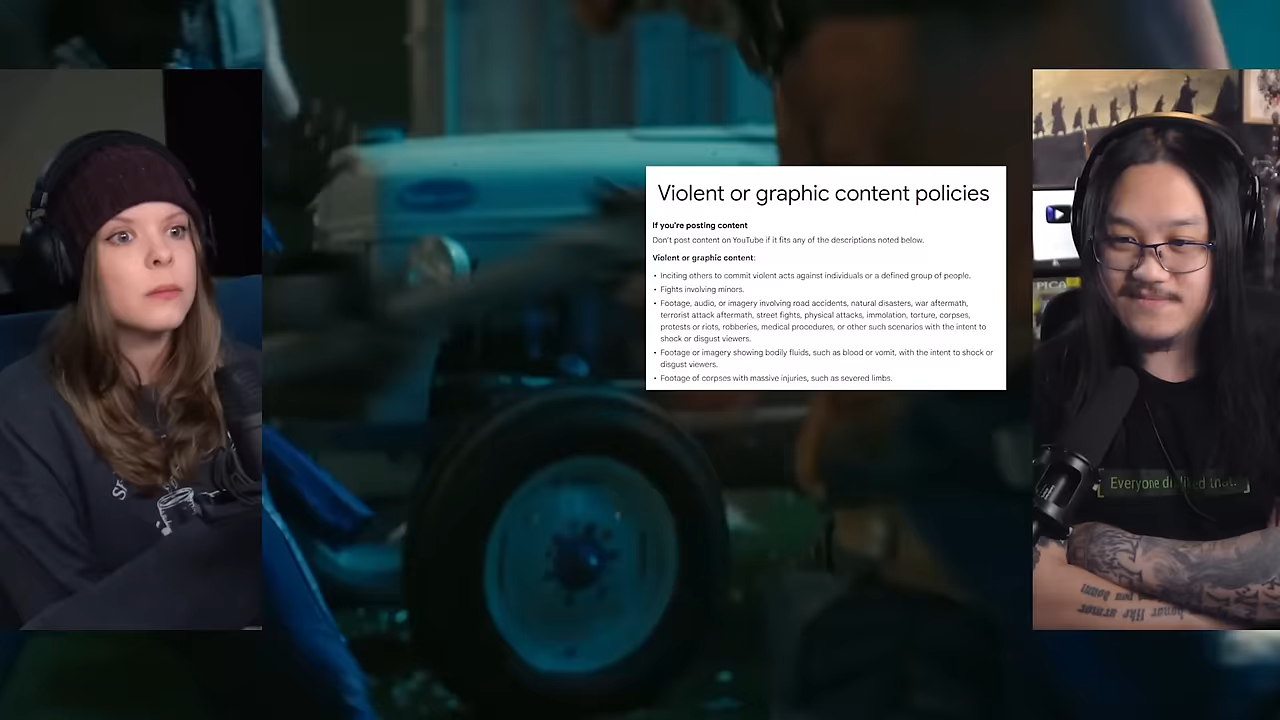 Violent or graphic content policies
If you're posting content
Don't post content on YouTube if it fits any of the descriptions noted below.
Violent or graphic content:
• Inciting others to commit violent acts against individuals or a defined group of people.
• Fights involving minors.
• Footage, audio, or imagery involving road accidents, natural disasters, war aftermath,
terrorist attack aftermath, street fights, physical attacks, immolation, torture, corpses,
protests or riots, robberies, medical procedures, or other such scenarios with the intent to
shock or disgust viewers.
• Footage or imagery showing bodily fluids, such as blood or vomit, with the intent to shock or
disgust viewers.
• Footage of corpses with massive injuries, such as severed limbs.
PICA
Everyone disliked that.